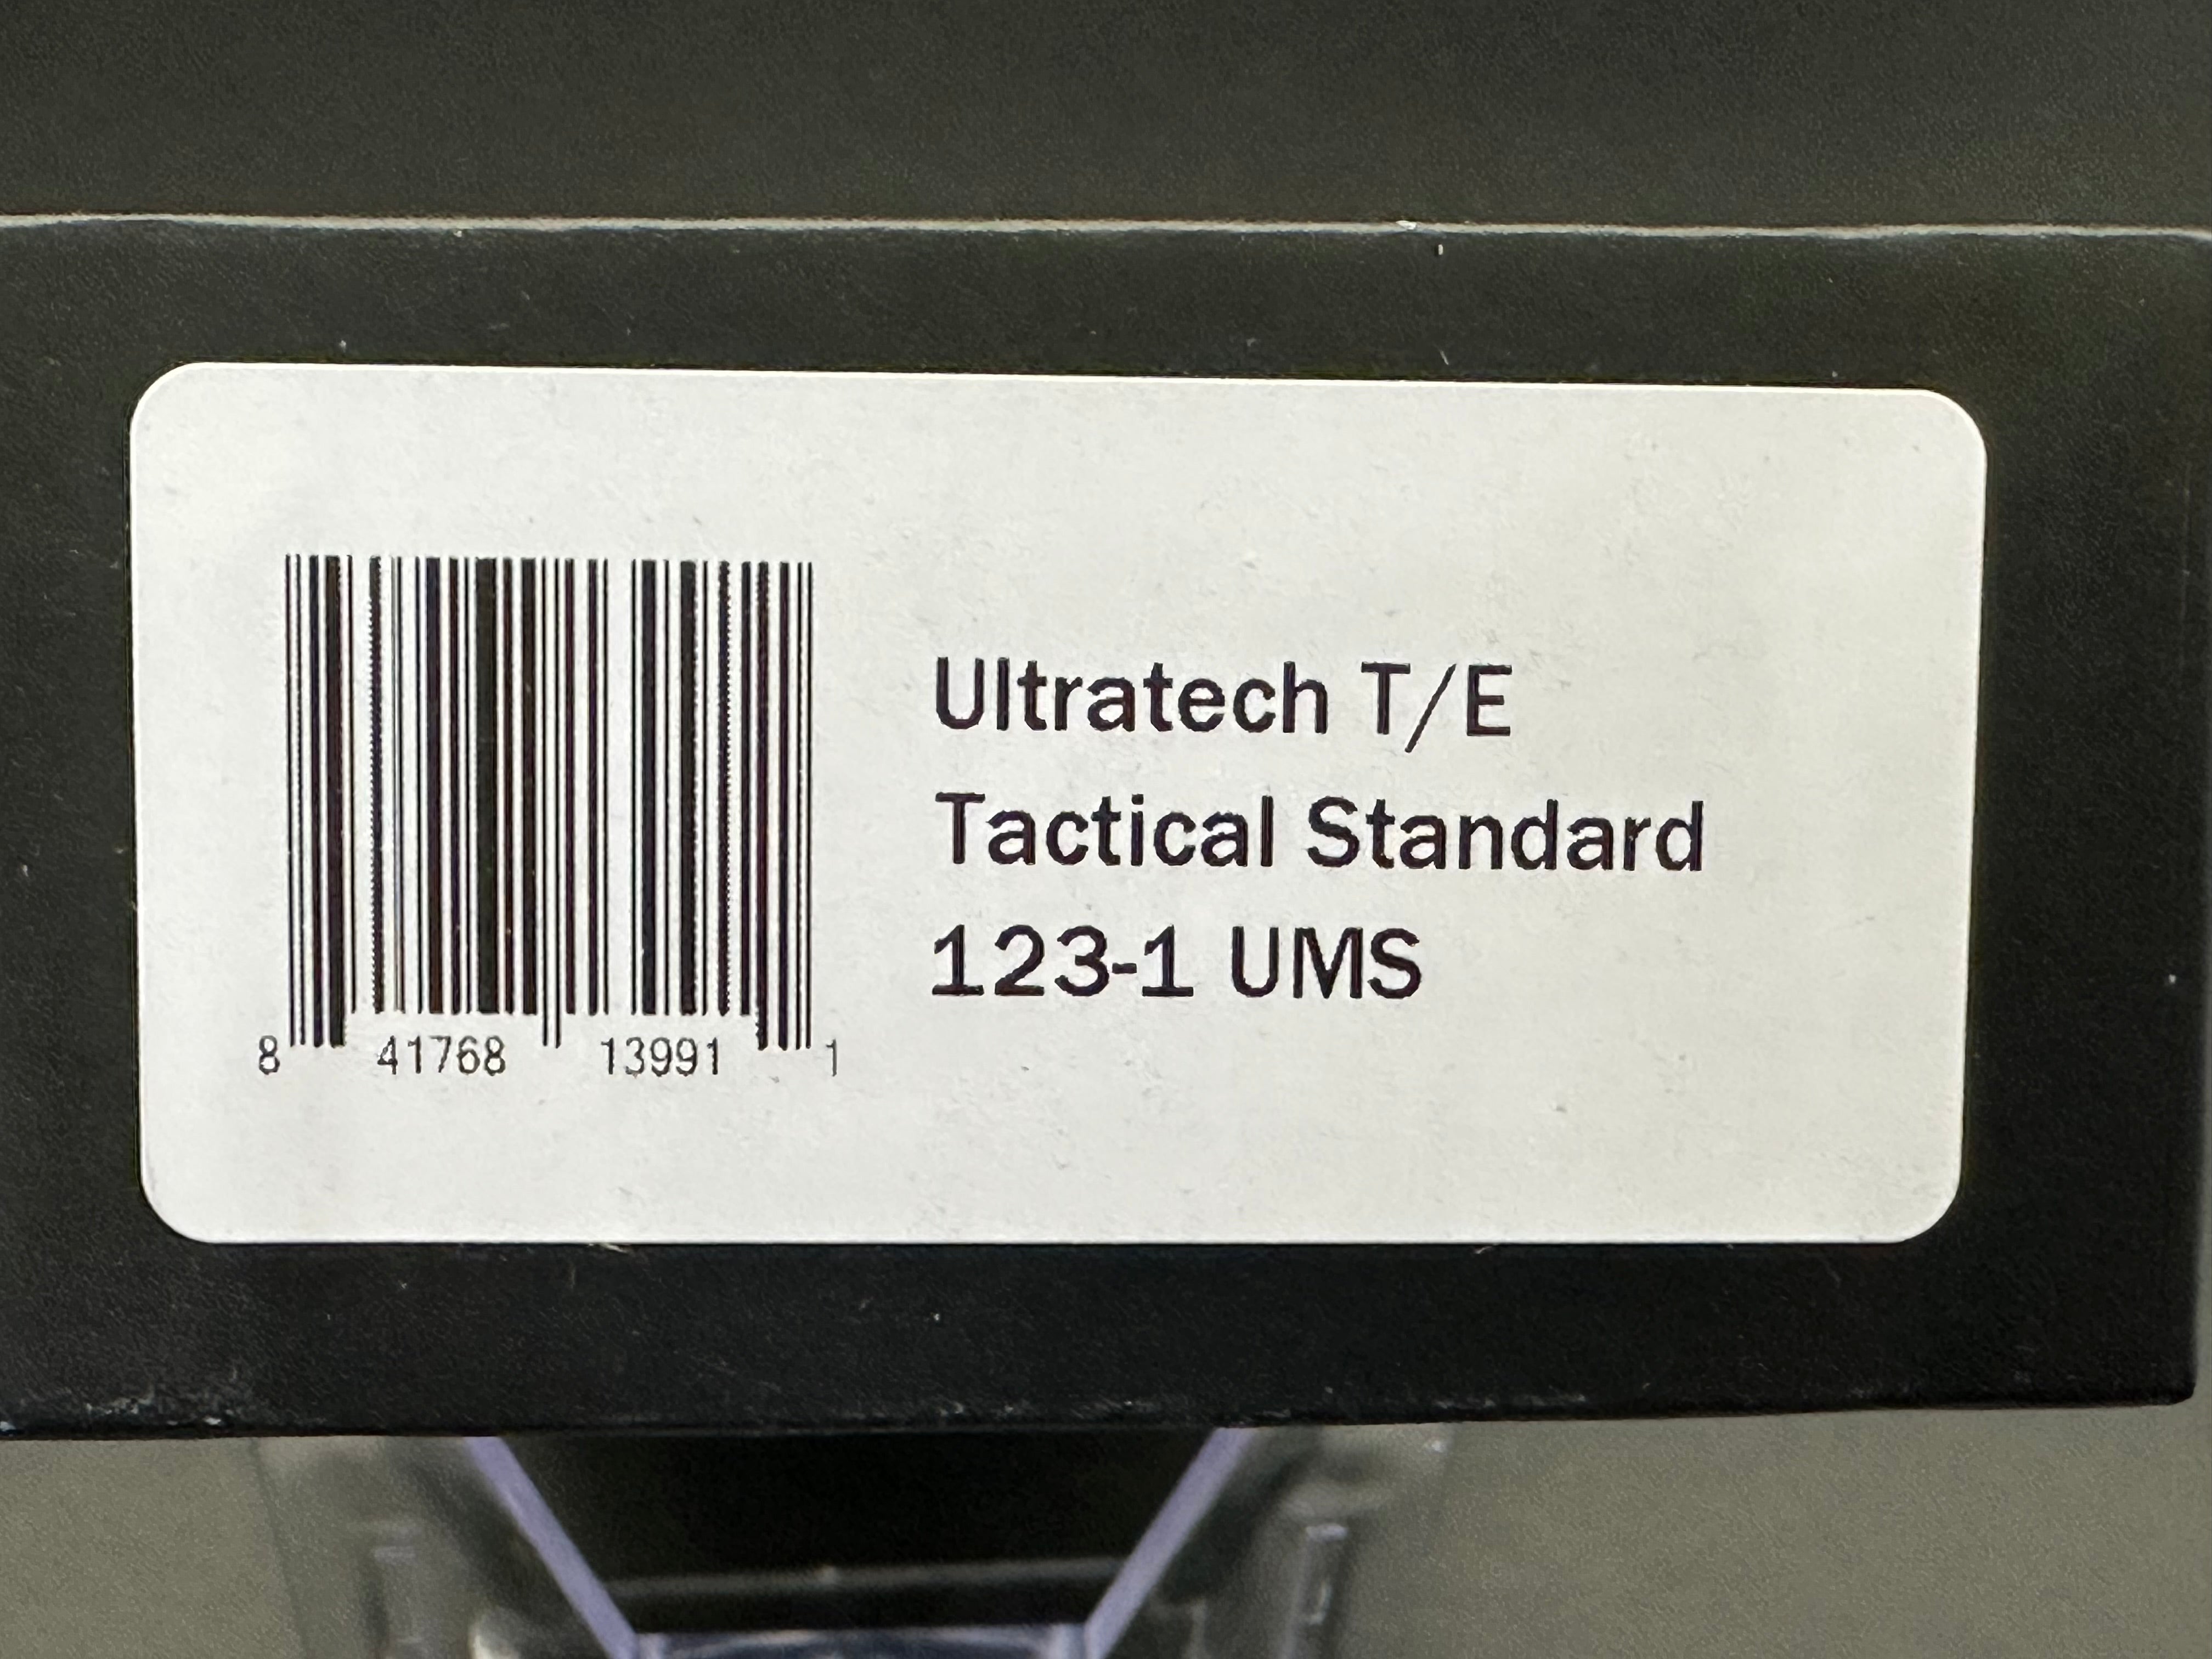 Ultratech T/E
Tactical Standard
123-1 UMS
8 41768 13991 1